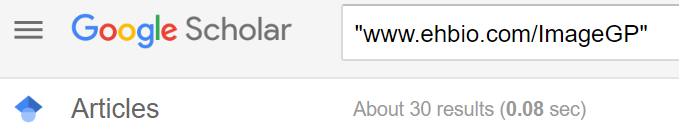 Google Scholar
"www.ehbio.com/ImageGP"
Articles
About 30 results (0.08 sec)